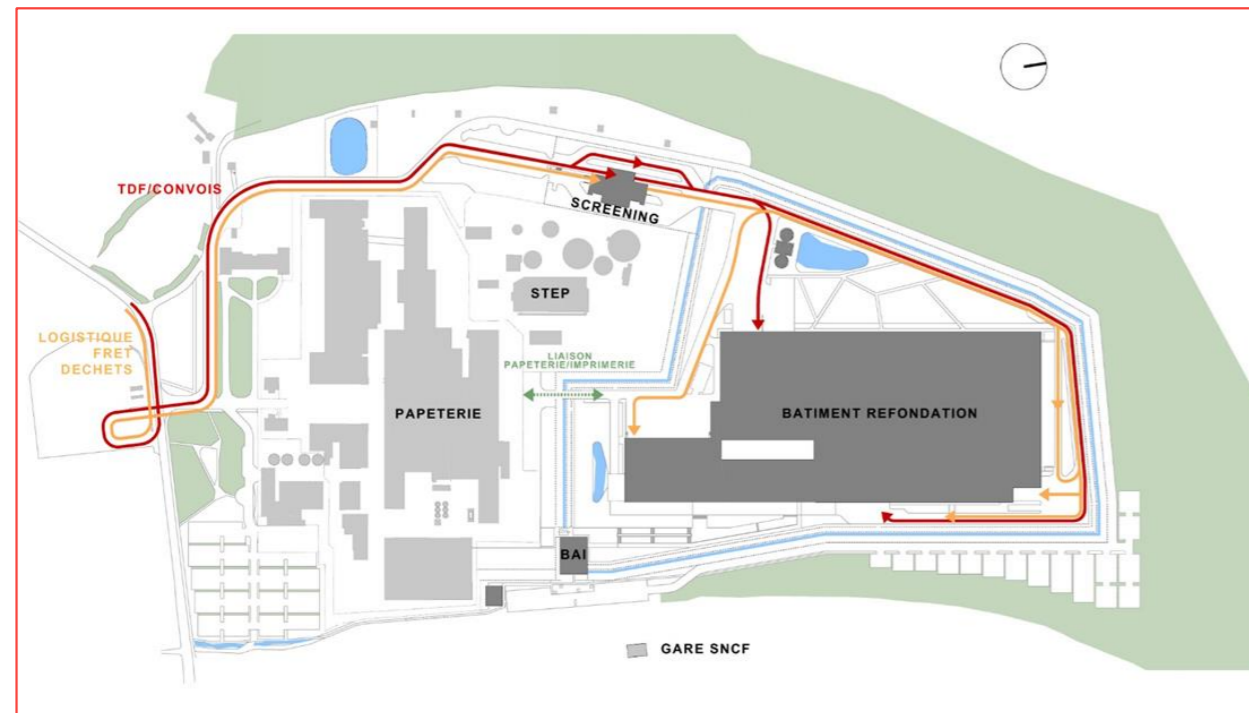 TDF/CONVOIS
SCREENING
STEP
LOGISTIQUE
FRET
DECHETS
LIAISON
PAPETERIE/IMPRIMERIE
PAPETERIE
BATIMENT REFONDATION
BAI
GARE SNCF